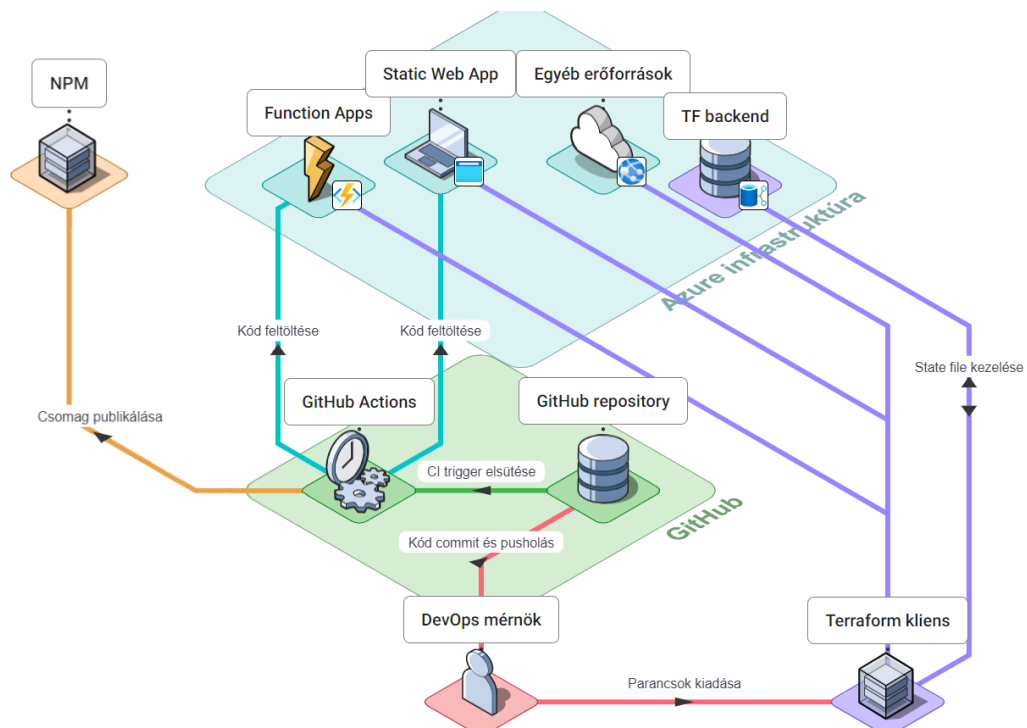 NPM
Static Web App
Egyéb erőforrások
Function Apps
TF backend
Azure infrastruktúra
Kód feltöltése
Kód feltöltése
State file kezelése
GitHub Actions
GitHub repository
Csomag publikálása
CI trigger elsütése
GitHub
Kód commit és pusholás
DevOps mérnök
Terraform kliens
Parancsok kiadása